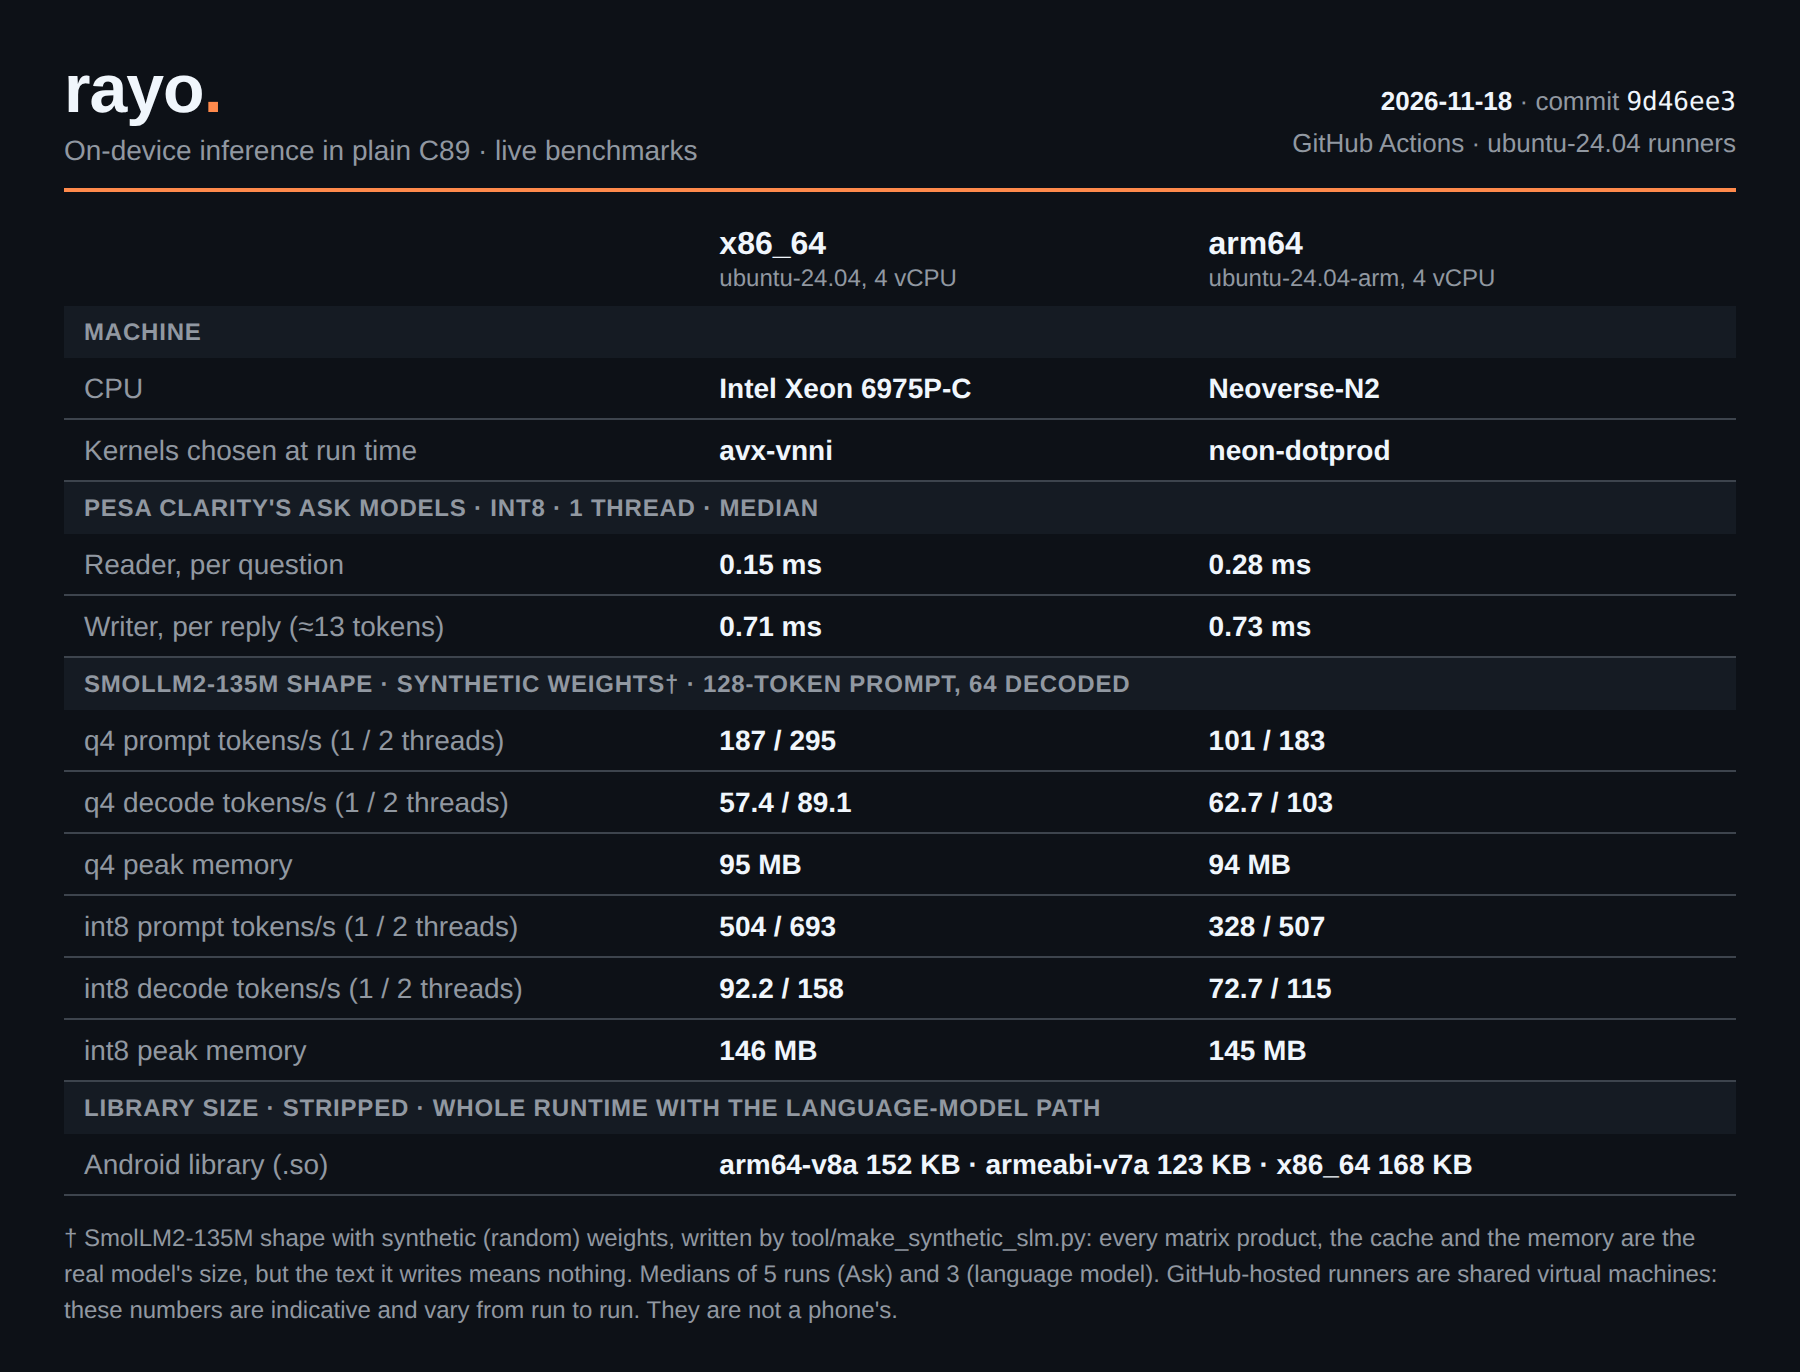 rayo.
On-device inference in plain C89 · live benchmarks
2026-11-18 · commit 9d46ee3
GitHub Actions · ubuntu-24.04 runners
x86_64 arm64
ubuntu-24.04, 4 vCPU ubuntu-24.04-arm, 4 vCPU
MACHINE
CPU Intel Xeon 6975P-C Neoverse-N2
Kernels chosen at run time avx-vnni neon-dotprod
PESA CLARITY'S ASK MODELS · INT8 · 1 THREAD · MEDIAN
Reader, per question 0.15 ms 0.28 ms
Writer, per reply (≈13 tokens) 0.71 ms 0.73 ms
SMOLLM2-135M SHAPE · SYNTHETIC WEIGHTS† · 128-TOKEN PROMPT, 64 DECODED
q4 prompt tokens/s (1 / 2 threads) 187 / 295 101 / 183
q4 decode tokens/s (1 / 2 threads) 57.4 / 89.1 62.7 / 103
q4 peak memory 95 MB 94 MB
int8 prompt tokens/s (1 / 2 threads) 504 / 693 328 / 507
int8 decode tokens/s (1 / 2 threads) 92.2 / 158 72.7 / 115
int8 peak memory 146 MB 145 MB
LIBRARY SIZE · STRIPPED · WHOLE RUNTIME WITH THE LANGUAGE-MODEL PATH
Android library (.so) arm64-v8a 152 KB · armeabi-v7a 123 KB · x86_64 168 KB
† SmolLM2-135M shape with synthetic (random) weights, written by tool/make_synthetic_slm.py: every matrix product, the cache and the memory are the
real model's size, but the text it writes means nothing. Medians of 5 runs (Ask) and 3 (language model). GitHub-hosted runners are shared virtual machines:
these numbers are indicative and vary from run to run. They are not a phone's.